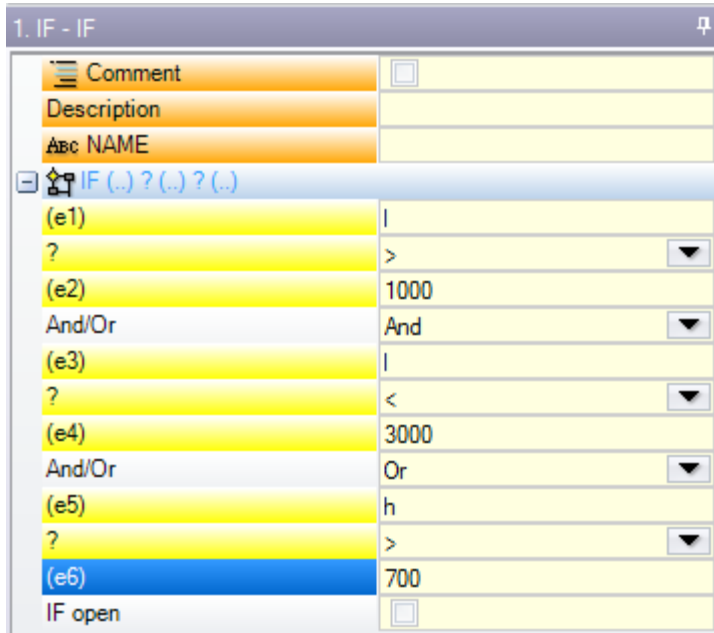 1. IF - IF
Comment
Description
ABC NAME
IF (..) ? (..) ? (..)
(e1) l
? >
(e2) 1000
And/Or And
(e3) l
? <
(e4) 3000
And/Or Or
(e5) h
? >
(e6) 700
IF open